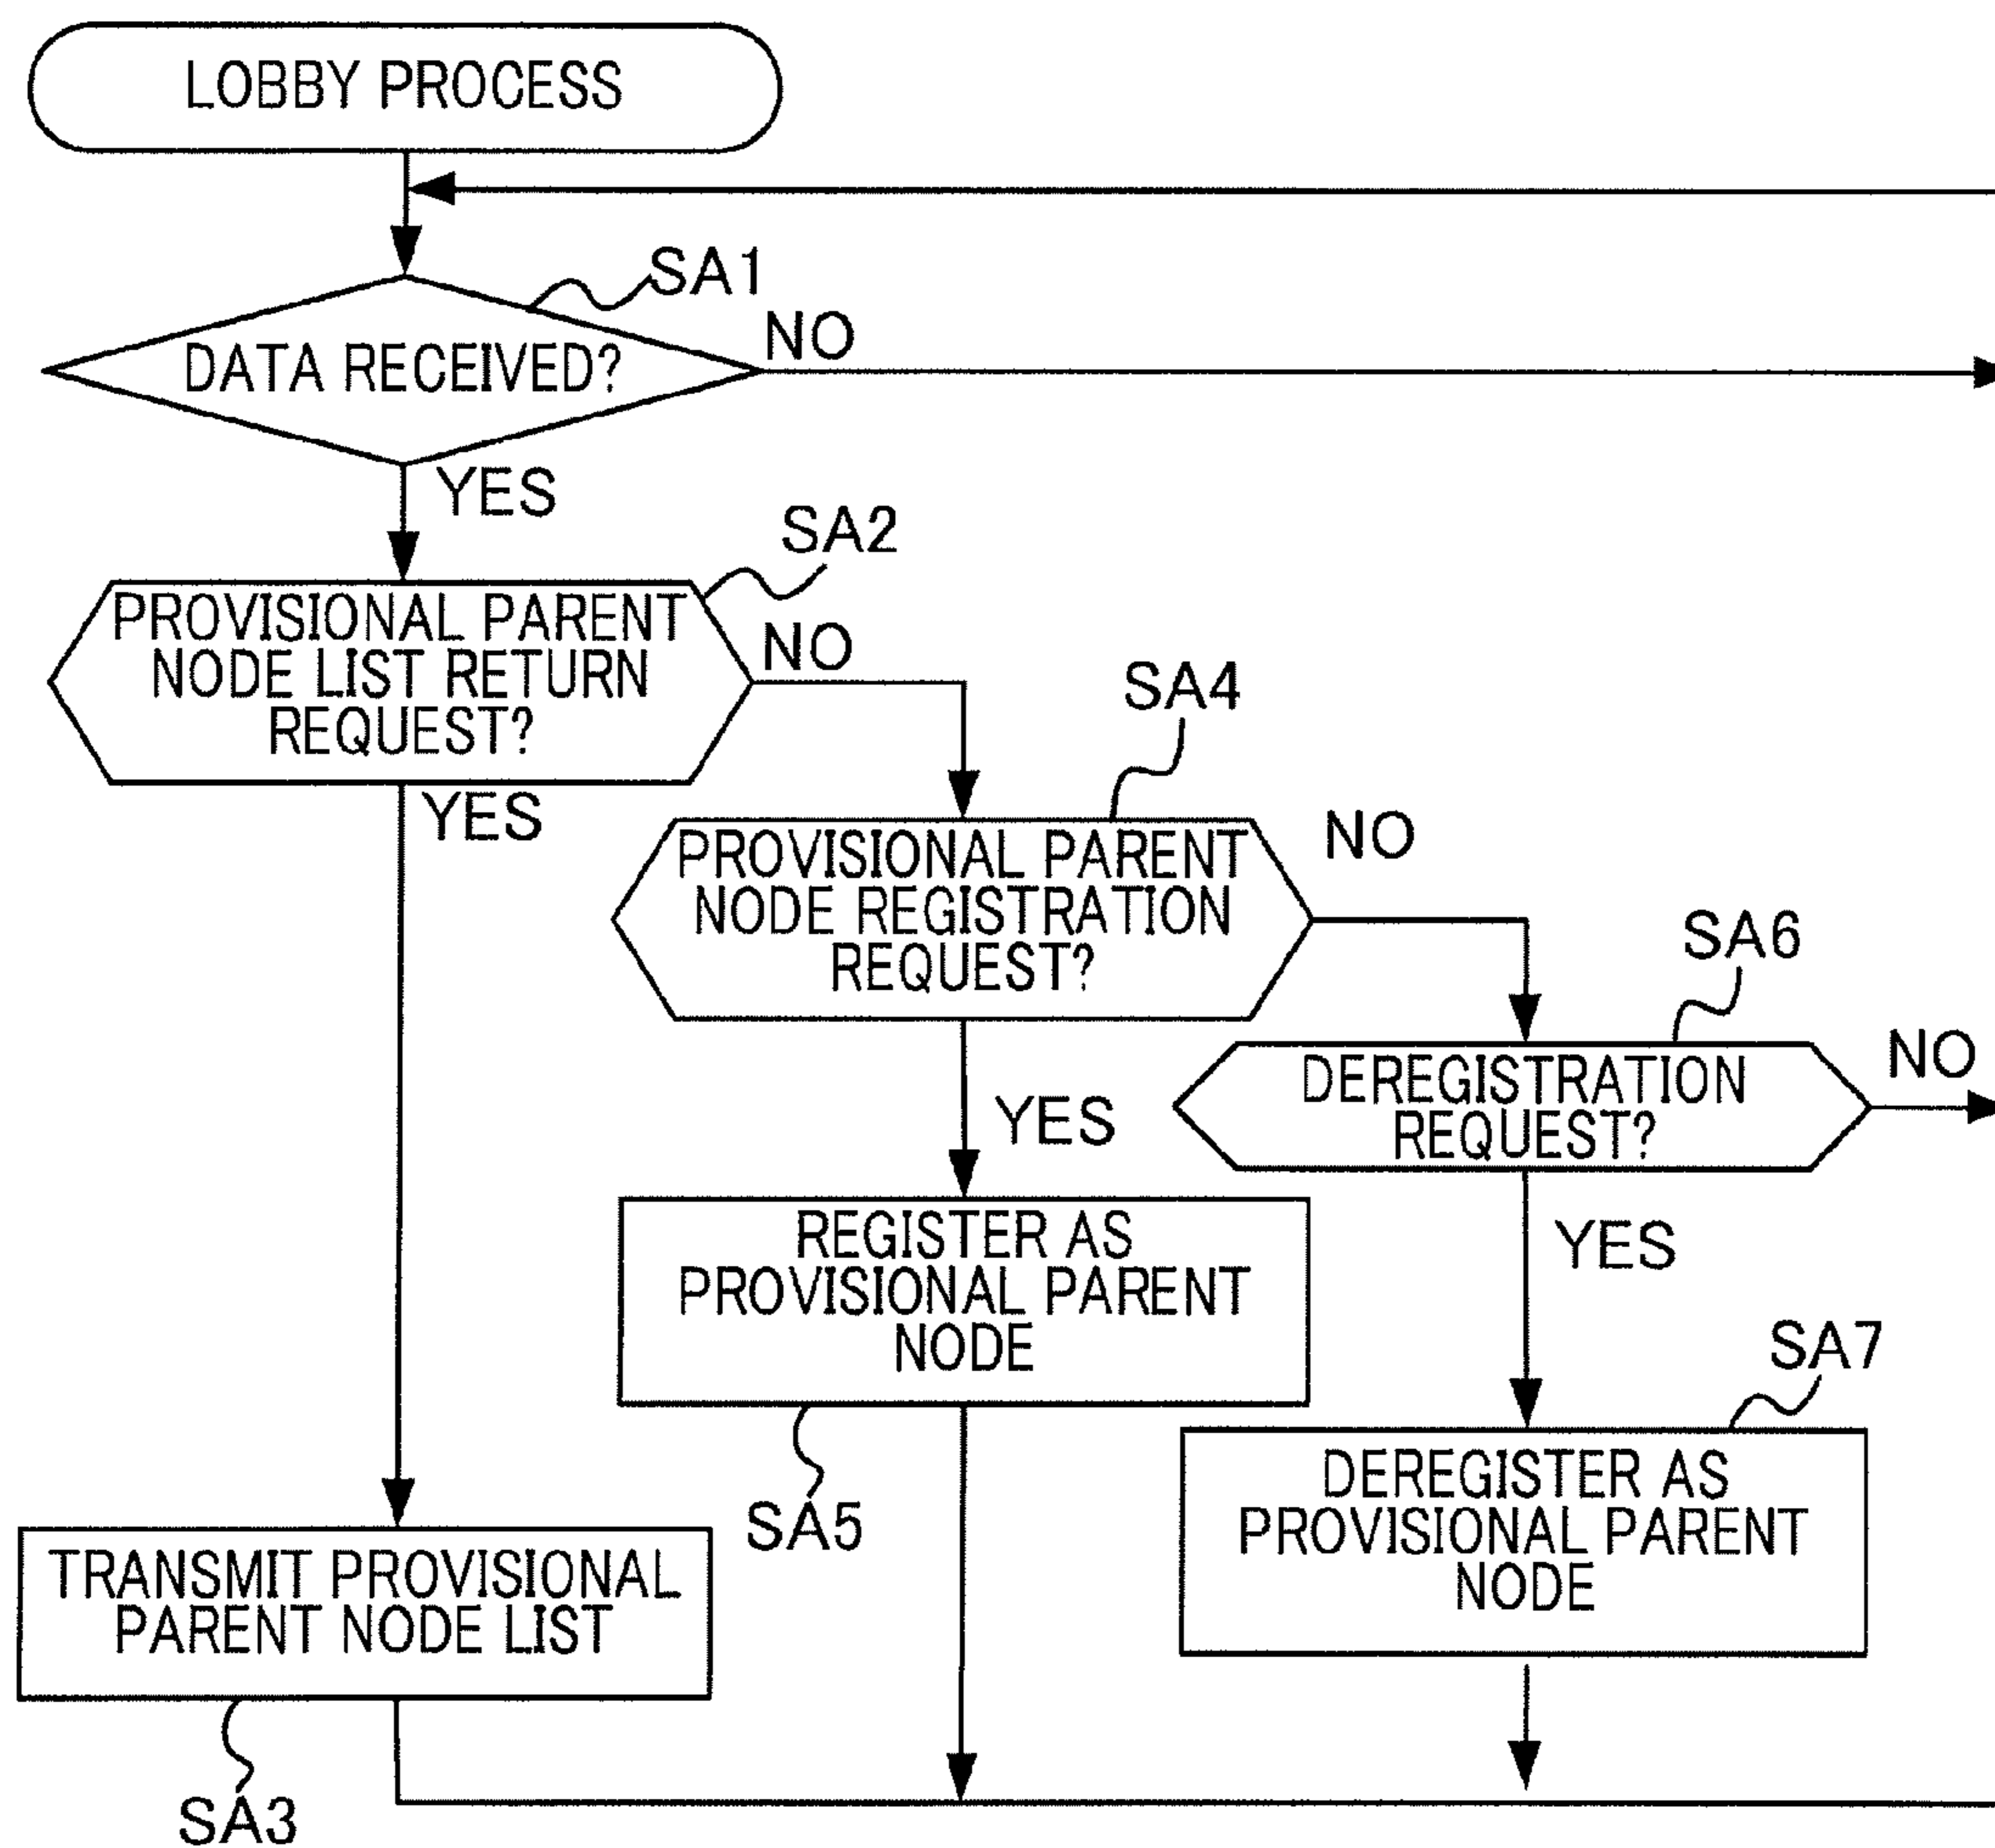 LOBBY PROCESS
SA1
DATA RECEIVED?
NO
YES
SA2
PROVISIONAL PARENT
NODE LIST RETURN
REQUEST?
NO
YES
SA4
PROVISIONAL PARENT
NODE REGISTRATION
REQUEST?
NO
YES
SA6
DEREGISTRATION
REQUEST?
NO
YES
REGISTER AS
PROVISIONAL PARENT
NODE
SA5
SA7
DEREGISTER AS
PROVISIONAL PARENT
NODE
TRANSMIT PROVISIONAL
PARENT NODE LIST
SA3